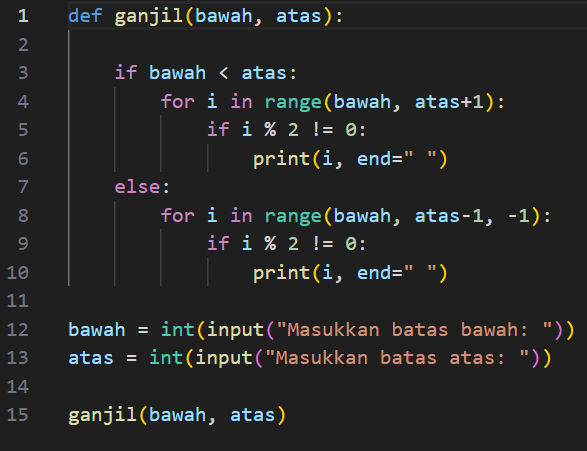 1 def ganjil(bawah, atas):
2
3     if bawah < atas:
4         for i in range(bawah, atas+1):
5             if i % 2 != 0:
6                 print(i, end=" ")
7     else:
8         for i in range(bawah, atas-1, -1):
9             if i % 2 != 0:
10                 print(i, end=" ")
11
12 bawah = int(input("Masukkan batas bawah: "))
13 atas = int(input("Masukkan batas atas: "))
14
15 ganjil(bawah, atas)